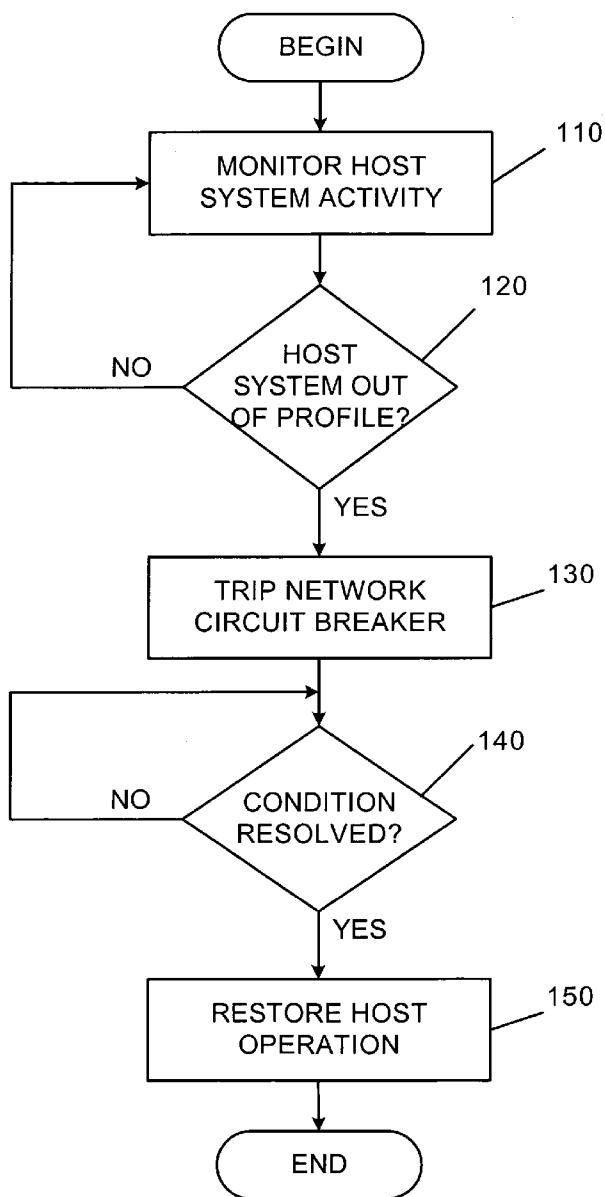 BEGIN
110
MONITOR HOST
SYSTEM ACTIVITY
120
HOST
SYSTEM OUT
OF PROFILE?
NO
YES
130
TRIP NETWORK
CIRCUIT BREAKER
140
CONDITION
RESOLVED?
NO
YES
150
RESTORE HOST
OPERATION
END